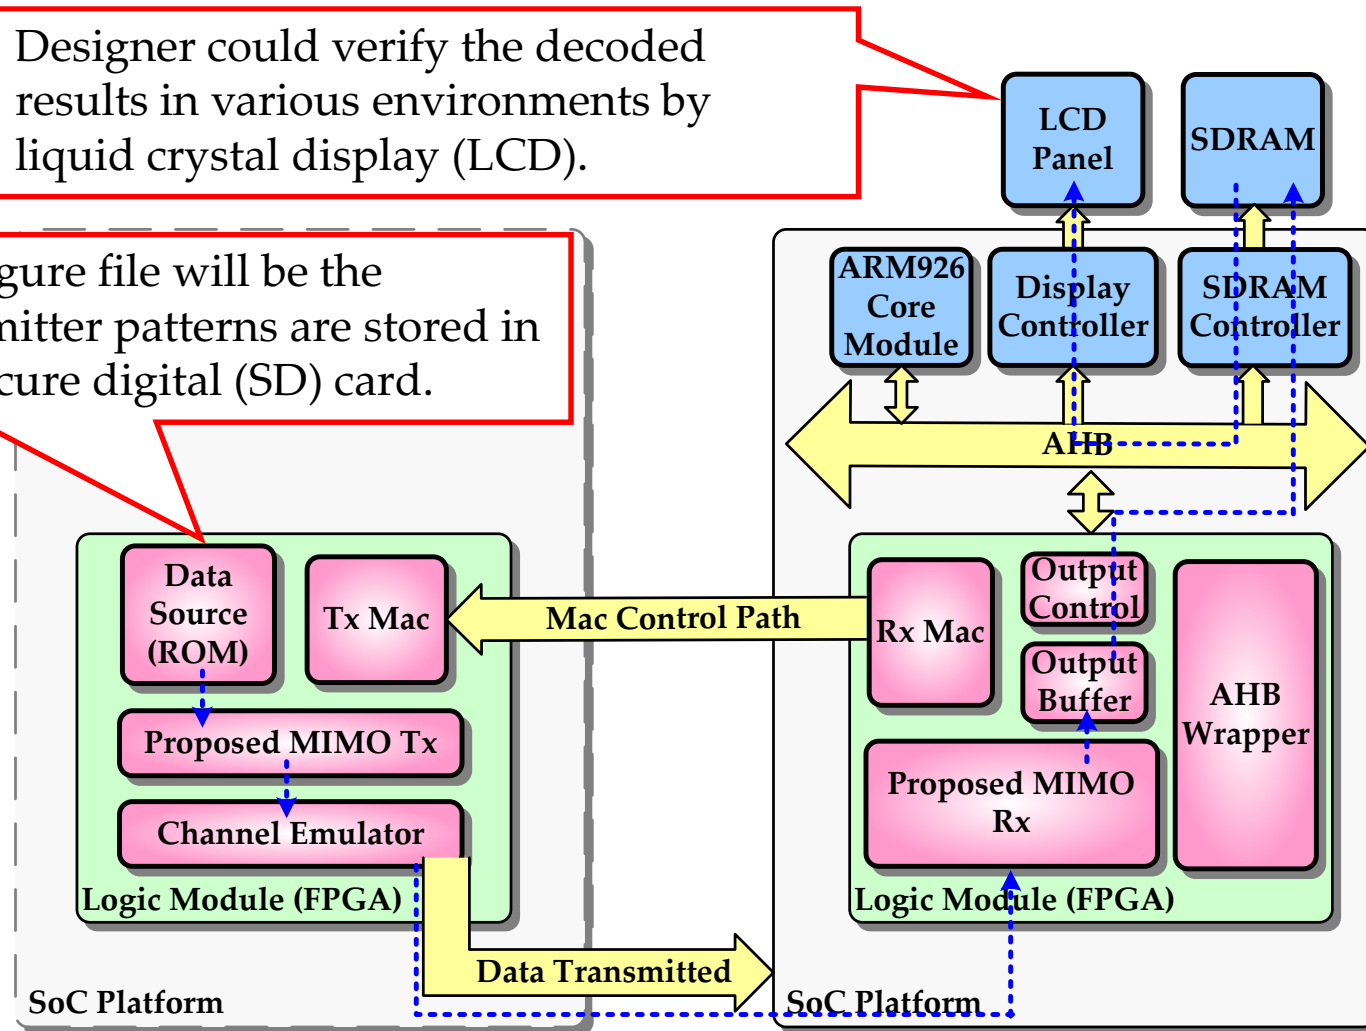 Designer could verify the decoded
results in various environments by
liquid crystal display (LCD).
LCD
Panel
SDRAM
gure file will be the
mitter patterns are stored in
cure digital (SD) card.
ARM926
Core
Module
Display
Controller
SDRAM
Controller
AHB
Data
Source
(ROM)
Tx Mac
Mac Control Path
Rx Mac
Output
Control
Output
Buffer
AHB
Wrapper
Proposed MIMO Tx
Channel Emulator
Proposed MIMO
Rx
Logic Module (FPGA)
Logic Module (FPGA)
Data Transmitted
SoC Platform
SoC Platform